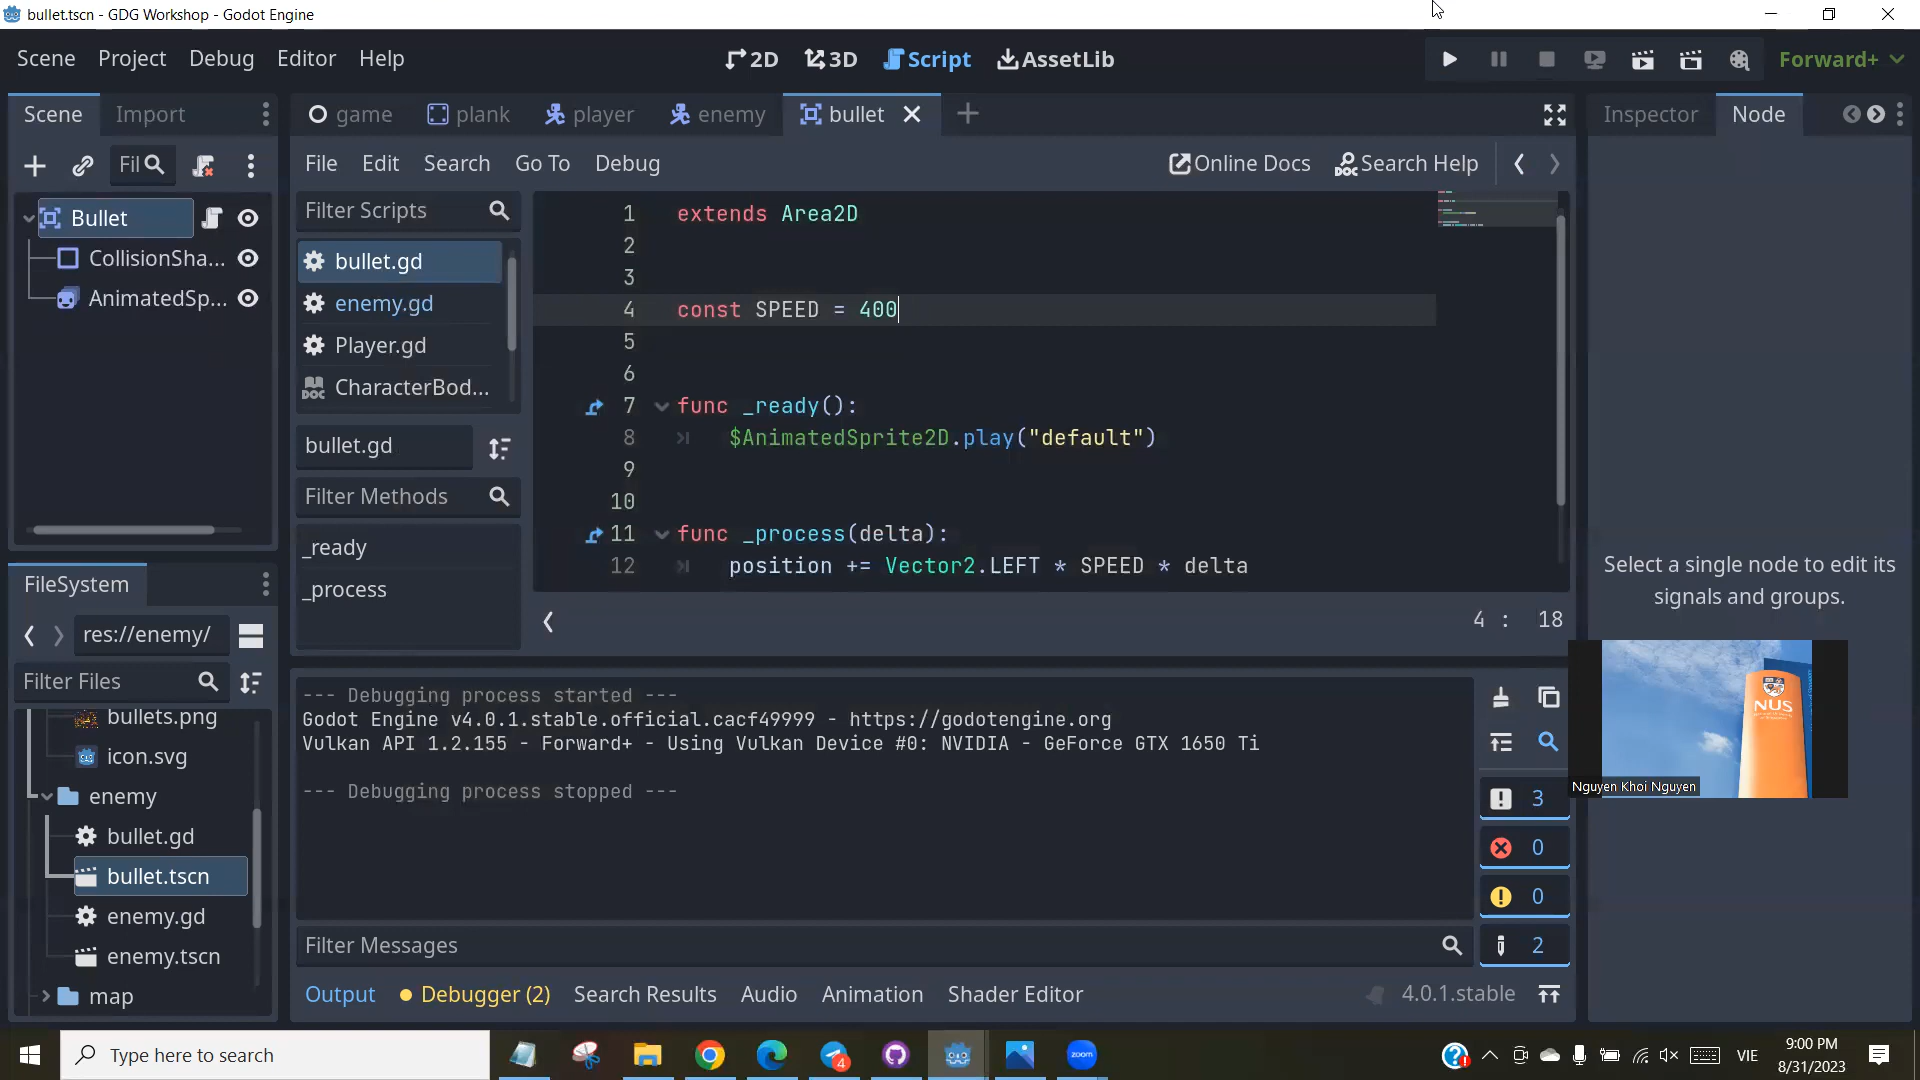 bullet.tscn - GDG Workshop - Godot Engine
Scene Project Debug Editor Help
2D 3D Script AssetLib
Forward+
Scene Import
game plank player enemy bullet
Inspector Node
Fil
File Edit Search Go To Debug
Online Docs Search Help
Bullet
CollisionSha...
AnimatedSp...
Filter Scripts
bullet.gd
enemy.gd
Player.gd
CharacterBod...
bullet.gd
Filter Methods
_ready
_process
1 extends Area2D
2
3
4 const SPEED = 400
5
6
7 func _ready():
8 $AnimatedSprite2D.play("default")
9
10
11 func _process(delta):
12 position += Vector2.LEFT * SPEED * delta
4 : 18
Select a single node to edit its
signals and groups.
FileSystem
res://enemy/
Filter Files
bullets.png
icon.svg
enemy
bullet.gd
bullet.tscn
enemy.gd
enemy.tscn
map
--- Debugging process started ---
Godot Engine v4.0.1.stable.official.cacf49999 - https://godotengine.org
Vulkan API 1.2.155 - Forward+ - Using Vulkan Device #0: NVIDIA - GeForce GTX 1650 Ti
--- Debugging process stopped ---
3
0
0
2
Filter Messages
Output Debugger (2) Search Results Audio Animation Shader Editor
4.0.1.stable
NUS
Nguyen Khoi Nguyen
Type here to search
4
zoom
VIE
9:00 PM
8/31/2023